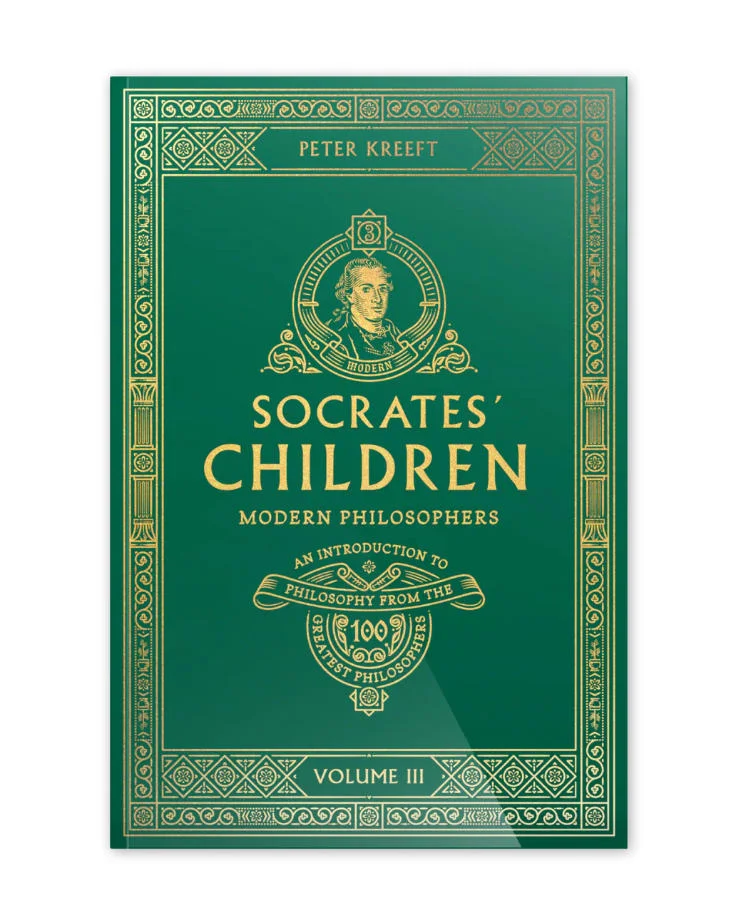 PETER KREEFT
3
MODERN
SOCRATES'
CHILDREN
MODERN PHILOSOPHERS
AN INTRODUCTION TO
PHILOSOPHY FROM THE
100
GREATEST PHILOSOPHERS
VOLUME III